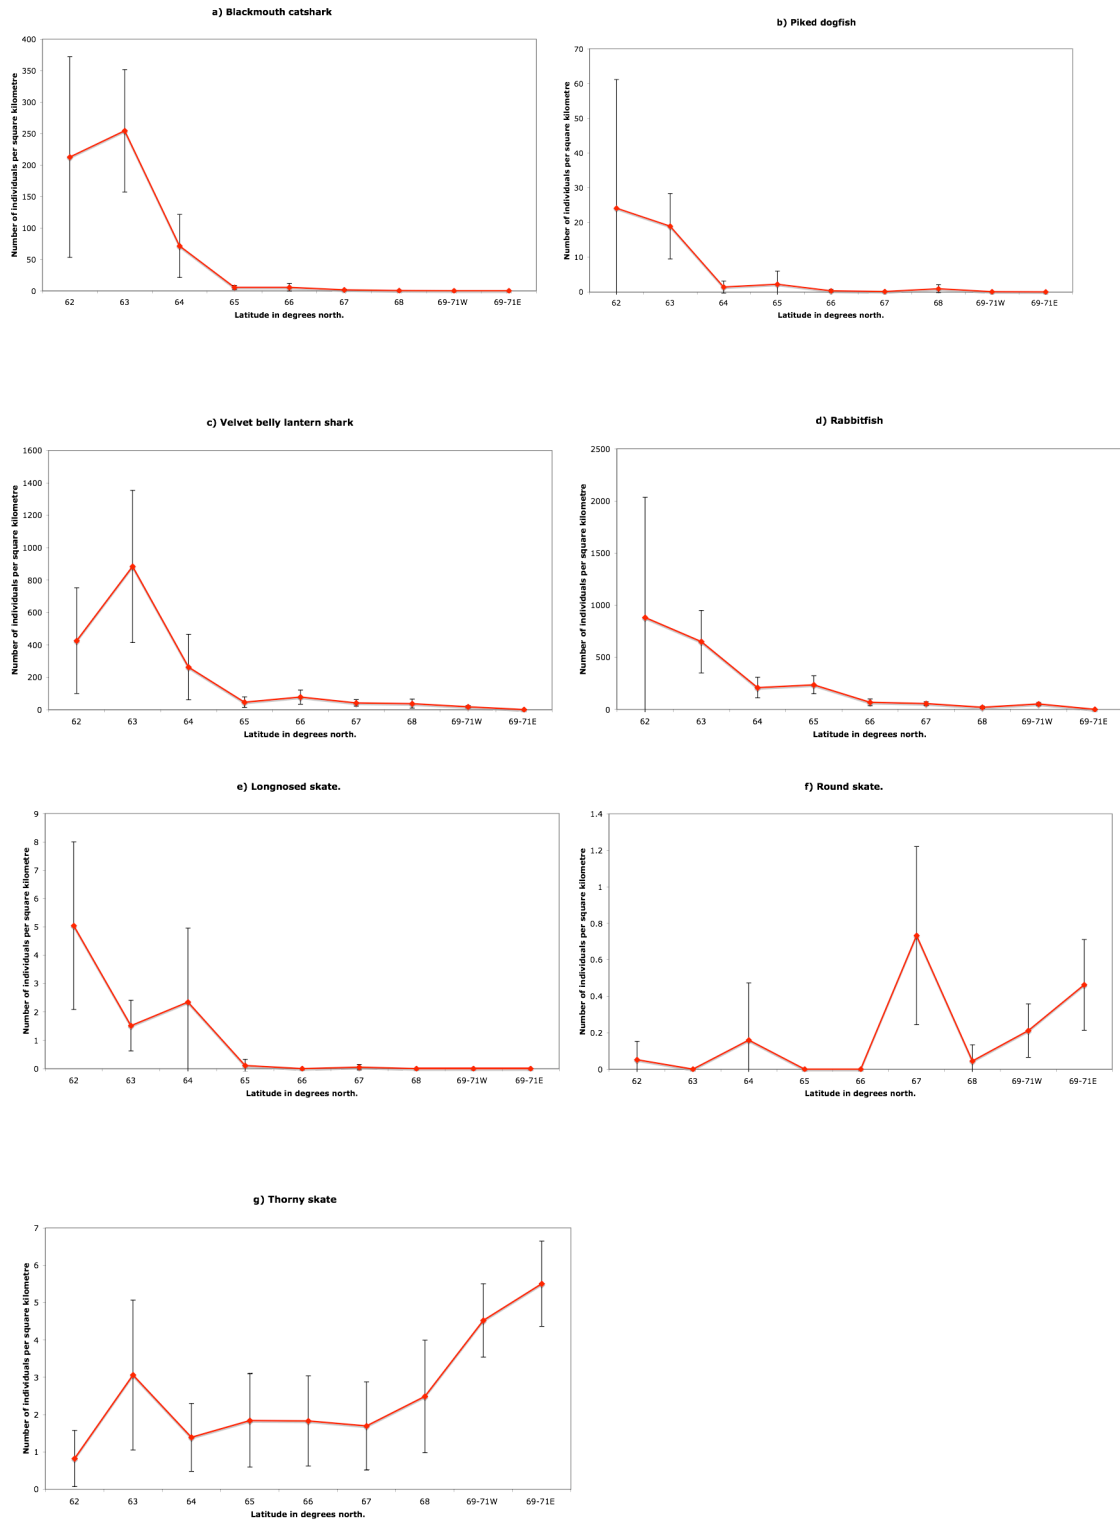 a) Blackmouth catshark
Number of individuals per square kilometre
400
350
300
250
200
150
100
50
0
62 63 64 65 66 67 68 69-71W 69-71E
Latitude in degrees north.
b) Piked dogfish
Number of individuals per square kilometre
70
60
50
40
30
20
10
0
62 63 64 65 66 67 68 69-71W 69-71E
Latitude in degrees north.
c) Velvet belly lantern shark
Number of individuals per square kilometre
1600
1400
1200
1000
800
600
400
200
0
62 63 64 65 66 67 68 69-71W 69-71E
Latitude in degrees north.
d) Rabbitfish
Number of individuals per square kilometre
2500
2000
1500
1000
500
0
62 63 64 65 66 67 68 69-71W 69-71E
Latitude in degrees north.
e) Longnosed skate.
Number of individuals per square kilometre
9
8
7
6
5
4
3
2
1
0
62 63 64 65 66 67 68 69-71W 69-71E
Latitude in degrees north.
f) Round skate.
Number of individuals per square kilometre
1.4
1.2
1
0.8
0.6
0.4
0.2
0
62 63 64 65 66 67 68 69-71W 69-71E
Latitude in degrees north.
g) Thorny skate
Number of individuals per square kilometre
7
6
5
4
3
2
1
0
62 63 64 65 66 67 68 69-71W 69-71E
Latitude in degrees north.